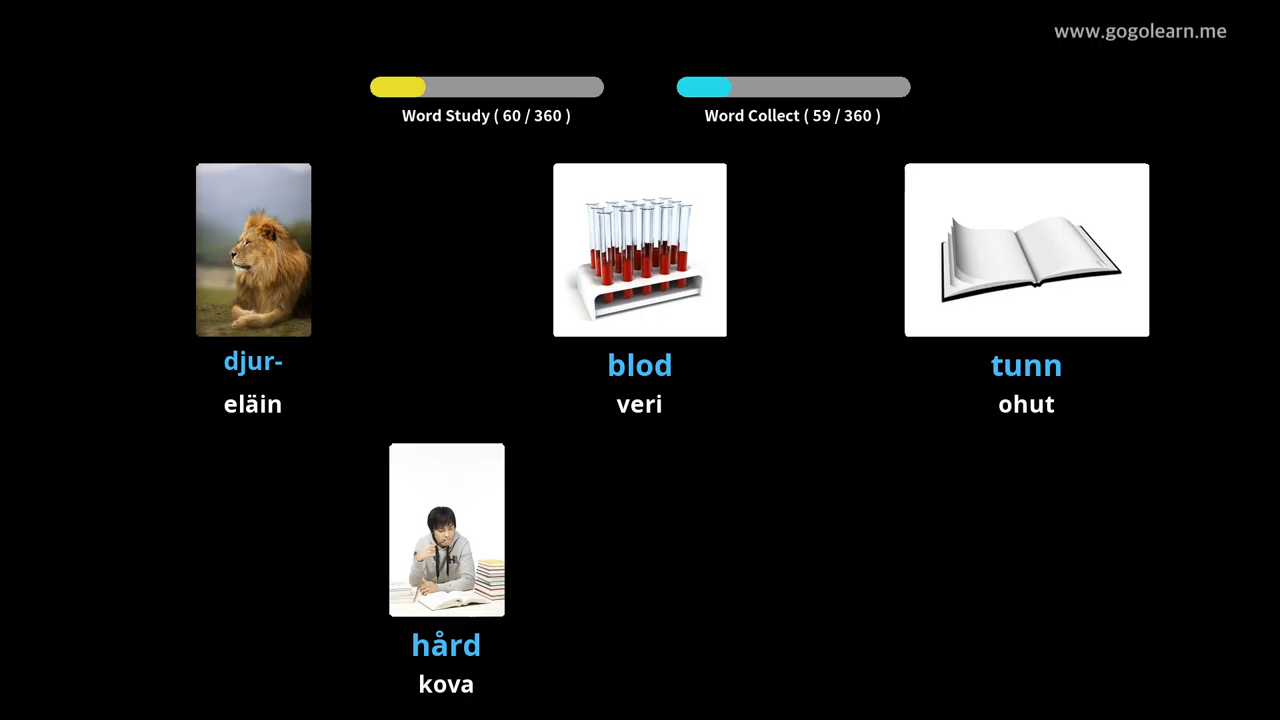 www.gogolearn.me
Word Study ( 60 / 360 )
Word Collect ( 59 / 360 )
djur-
eläin
blod
veri
tunn
ohut
hård
kova